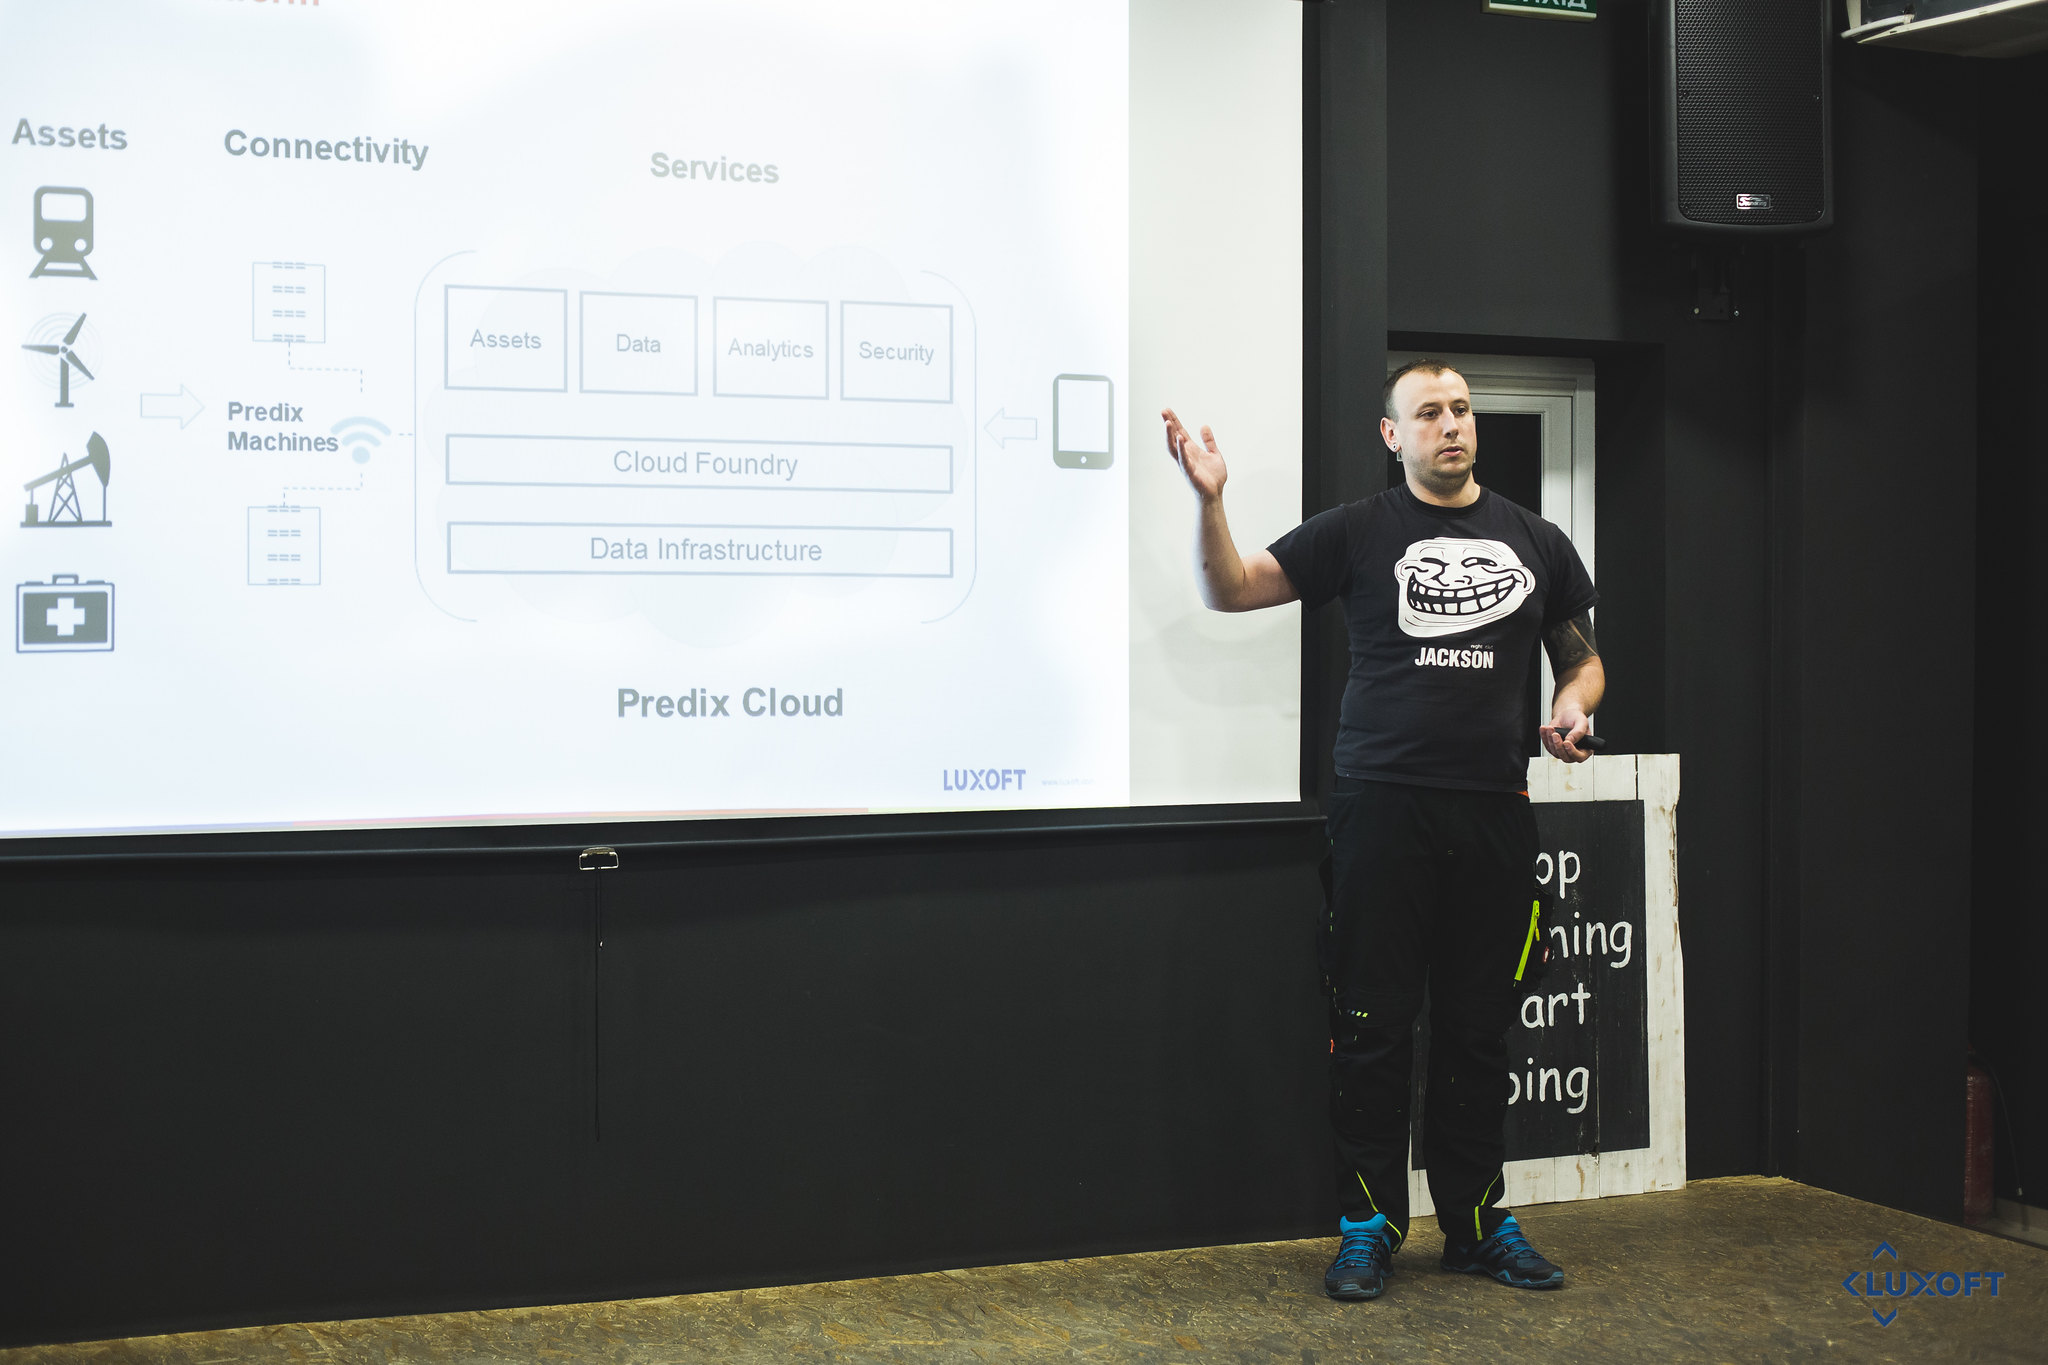 Assets
Connectivity
Services
Assets
Data
Analytics
Security
Predix
Machines
Cloud Foundry
Data Infrastructure
Predix Cloud
LUXOFT
JACKSON
op
ning
art
oing
LUXOFT